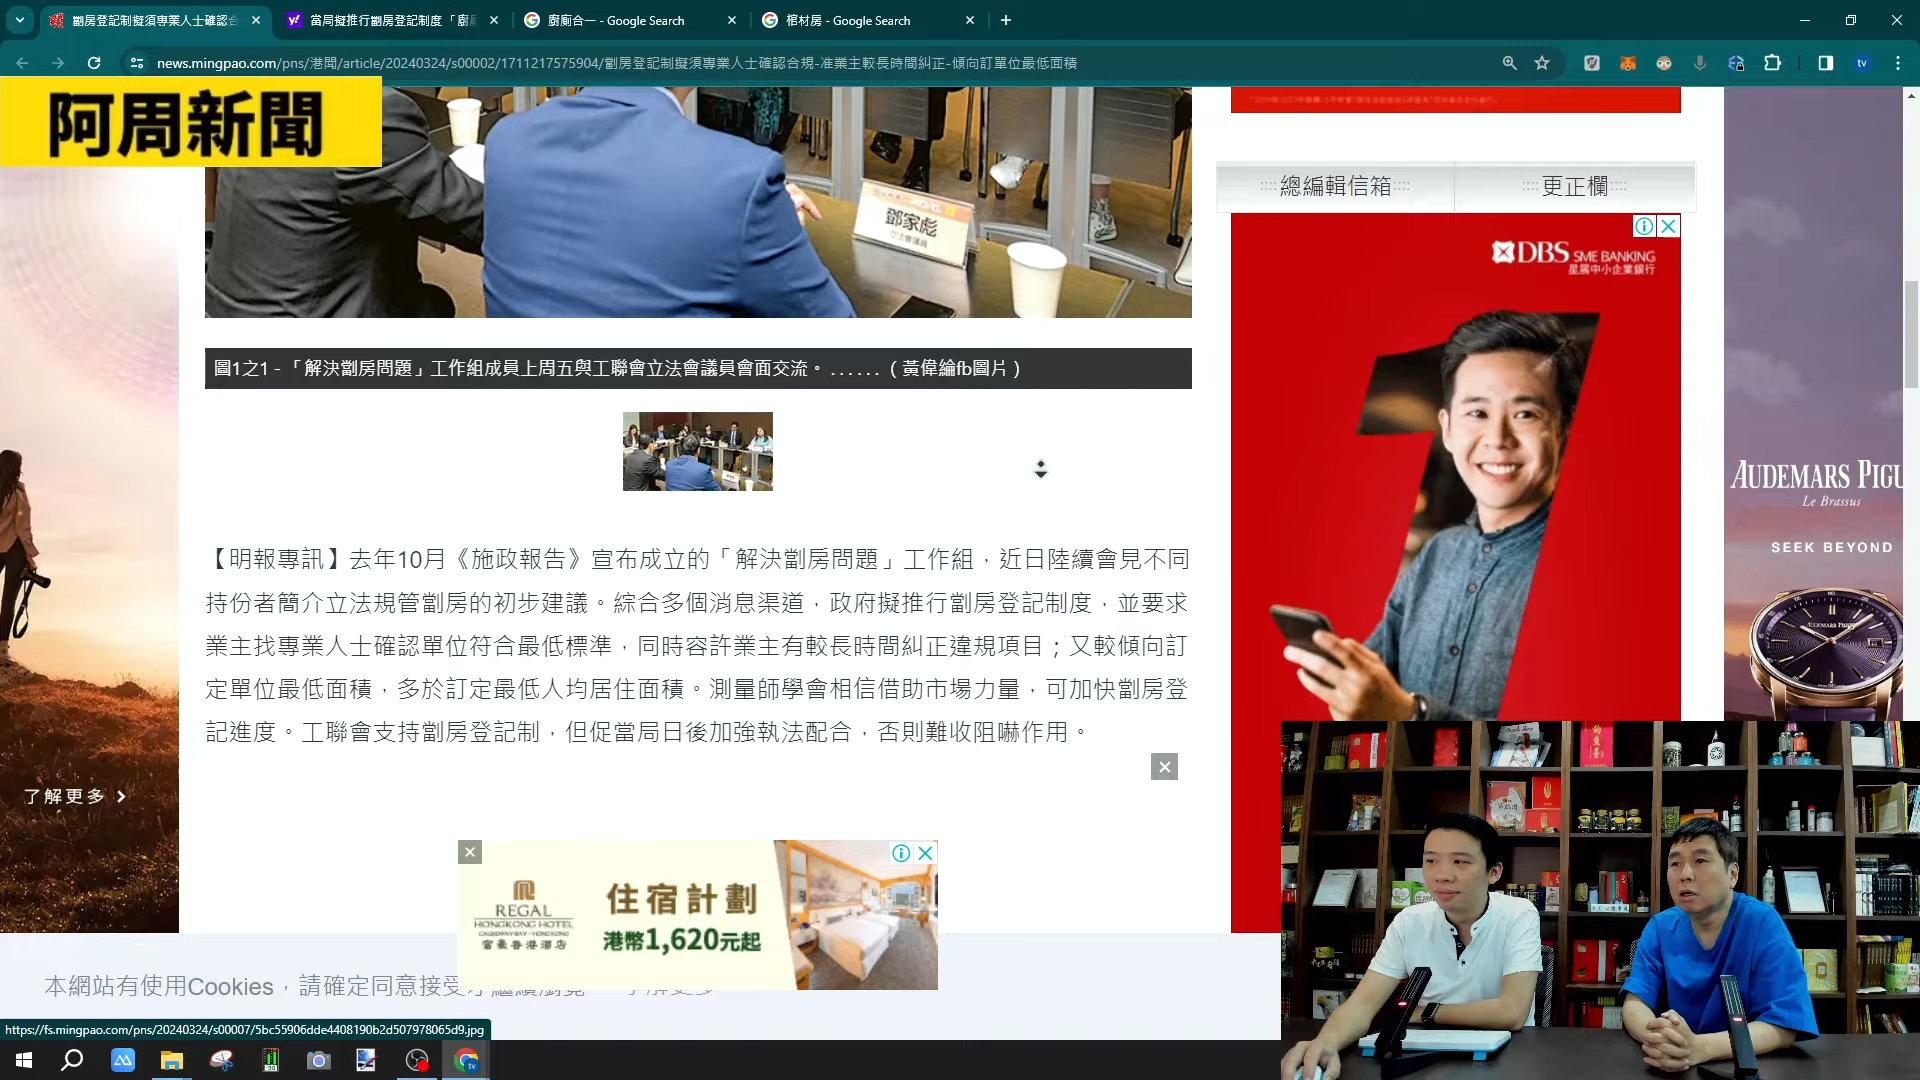 劏房登記制擬須專業人士確認合
當局擬推行劏房登記制度「廚
廚廁合一 - Google Search
棺材房 - Google Search
news.mingpao.com/pns/港聞/article/20240324/s00002/1711217575904/劏房登記制擬須專業人士確認合規-准業主較長時間糾正-傾向訂單位最低面積
阿周新聞
鄧家彪
立法會議員
總編輯信箱
更正欄
DBS SME BANKING
星展中小企業銀行
圖1之1 - 「解決劏房問題」工作組成員上周五與工聯會立法會議員會面交流。......（黃偉綸fb圖片）
AUDEMARS PIGU
Le Brassus
SEEK BEYOND
【明報專訊】去年10月《施政報告》宣布成立的「解決劏房問題」工作組，近日陸續會見不同
持份者簡介立法規管劏房的初步建議。綜合多個消息渠道，政府擬推行劏房登記制度，並要求
業主找專業人士確認單位符合最低標準，同時容許業主有較長時間糾正違規項目；又較傾向訂
定單位最低面積，多於訂定最低人均居住面積。測量師學會相信借助市場力量，可加快劏房登
記進度。工聯會支持劏房登記制，但促當局日後加強執法配合，否則難收阻嚇作用。
了解更多
REGAL
HONGKONG HOTEL
富豪香港酒店
住宿計劃
港幣1,620元起
本網站有使用Cookies，請確定同意接受才繼續瀏覽
了解更多
https://fs.mingpao.com/pns/20240324/s00007/5bc55906dde4408190b2d507978065d9.jpg